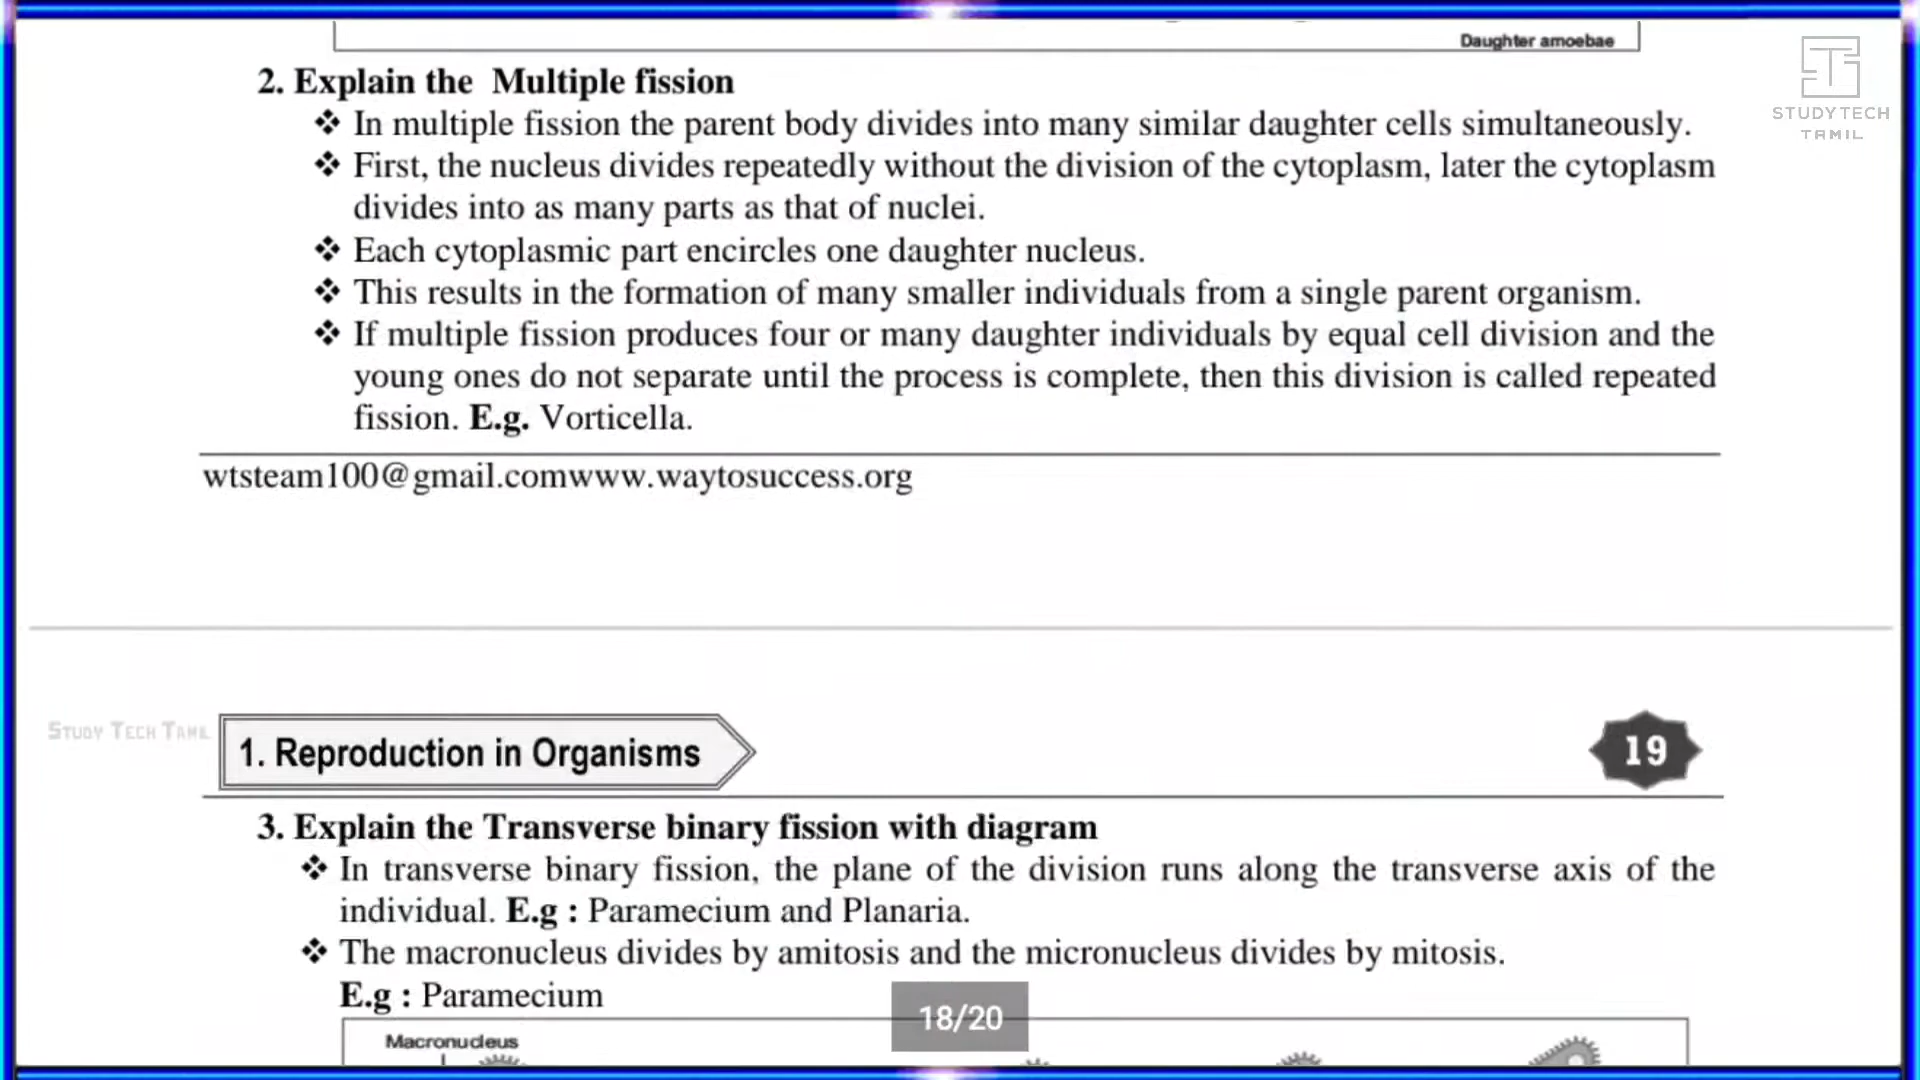 Daughter amoebae
2. Explain the Multiple fission
❖ In multiple fission the parent body divides into many similar daughter cells simultaneously.
❖ First, the nucleus divides repeatedly without the division of the cytoplasm, later the cytoplasm
divides into as many parts as that of nuclei.
❖ Each cytoplasmic part encircles one daughter nucleus.
❖ This results in the formation of many smaller individuals from a single parent organism.
❖ If multiple fission produces four or many daughter individuals by equal cell division and the
young ones do not separate until the process is complete, then this division is called repeated
fission. E.g. Vorticella.
wtsteam100@gmail.comwww.waytosuccess.org
STUDY TECH
TAMIL
STUDY TECH TAMIL
1. Reproduction in Organisms
19
3. Explain the Transverse binary fission with diagram
❖ In transverse binary fission, the plane of the division runs along the transverse axis of the
individual. E.g : Paramecium and Planaria.
❖ The macronucleus divides by amitosis and the micronucleus divides by mitosis.
E.g : Paramecium
18/20
Macronucleus